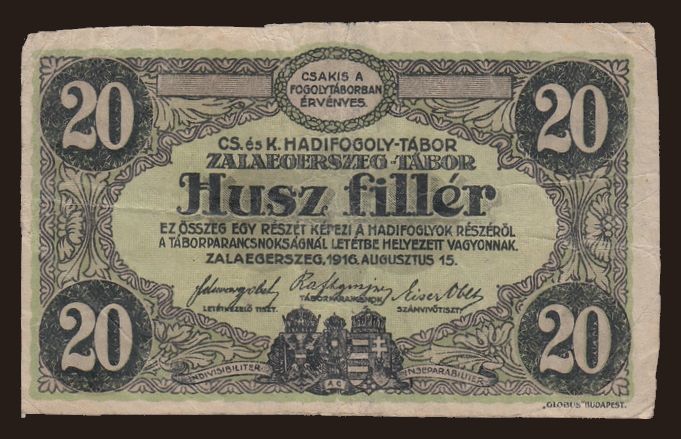 CSAKIS A
FOGOLYTÁBORBAN
ÉRVÉNYES.
20 20
CS. és K. HADIFOGOLY-TÁBOR
ZALAEGERSZEG-TÁBOR
Husz fillér
EZ ÖSSZEG EGY RÉSZÉT KÉPEZI A HADIFOGLYOK RÉSZÉRŐL
A TÁBORPARANCSNOKSÁGNÁL LETÉTBE HELYEZETT VAGYONNAK.
ZALAEGERSZEG, 1916. AUGUSZTUS 15.
LETÉTKEZELŐ TISZT. TÁBORPARANCSNOK SZÁMVIVŐTISZT
20 20
INDIVISIBILITER AC INSEPARABILITER
„GLOBUS" BUDAPEST.